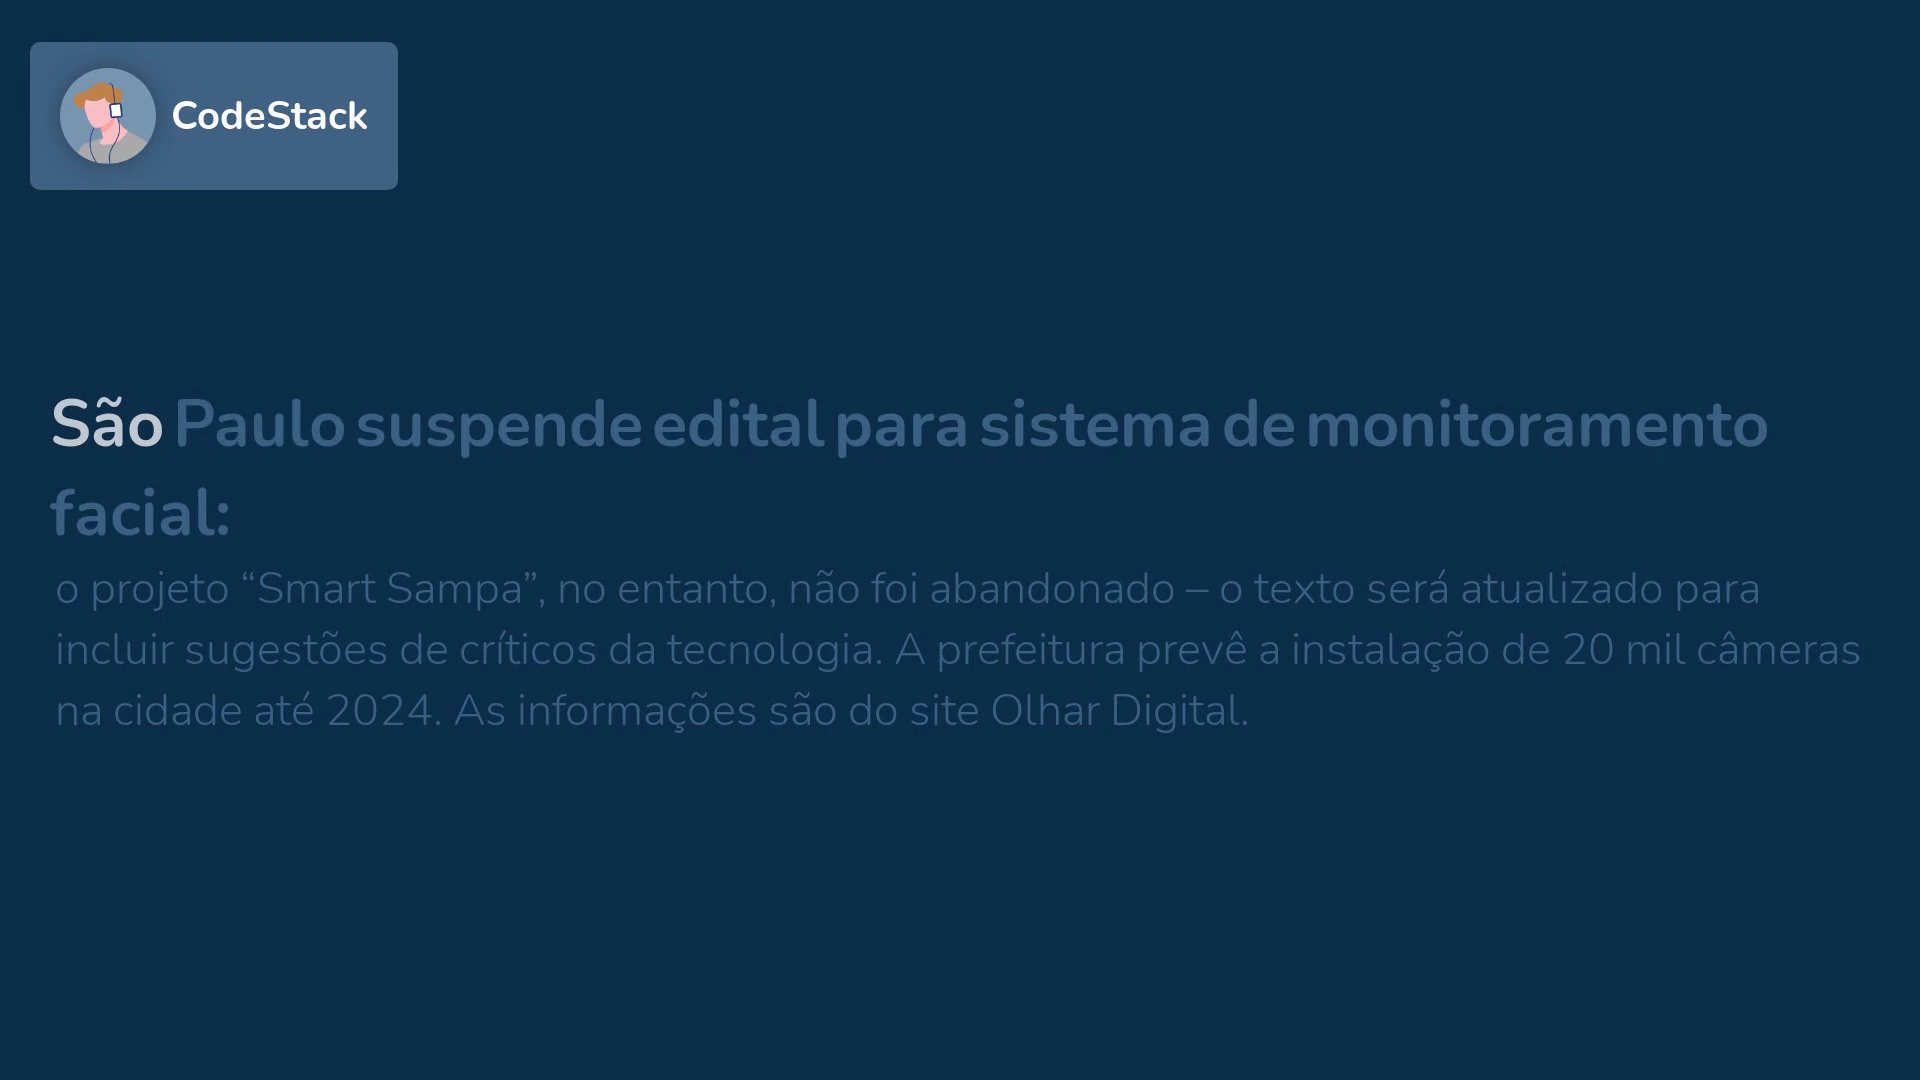 CodeStack
São Paulo suspende edital para sistema de monitoramento
facial:
o projeto “Smart Sampa”, no entanto, não foi abandonado – o texto será atualizado para
incluir sugestões de críticos da tecnologia. A prefeitura prevê a instalação de 20 mil câmeras
na cidade até 2024. As informações são do site Olhar Digital.